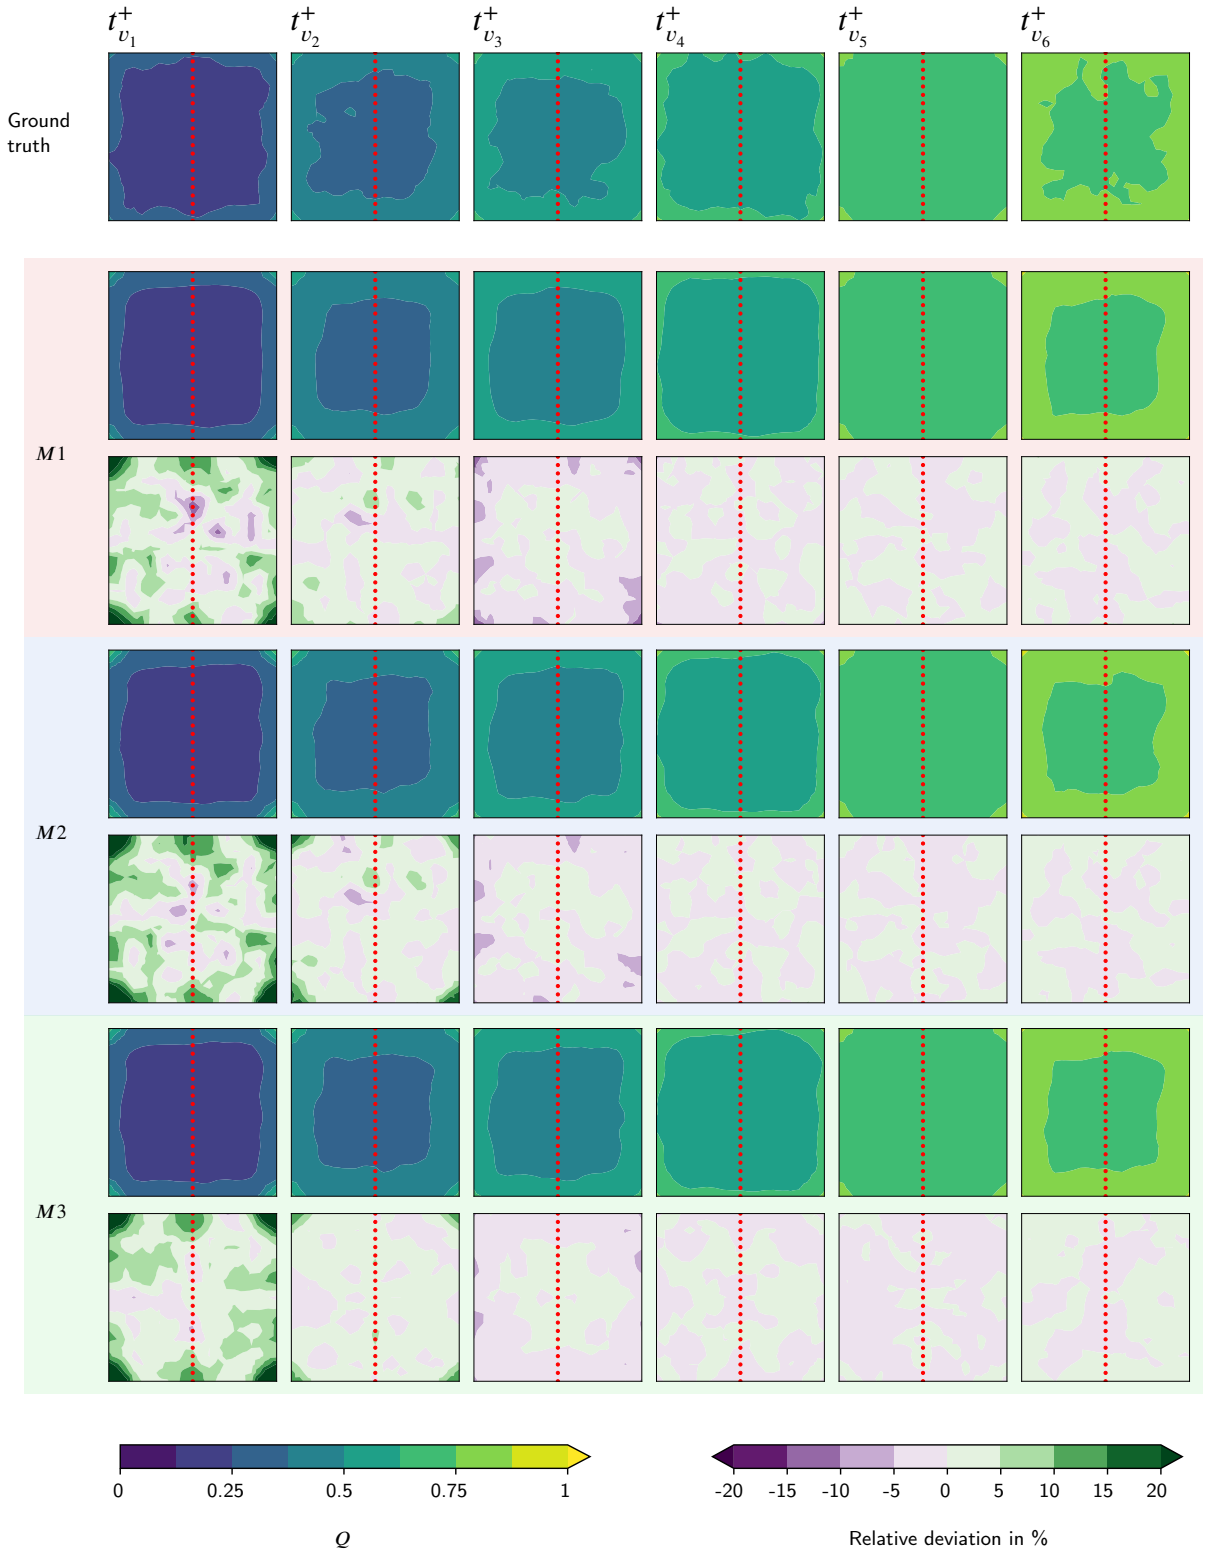 t⁺ᵥ₁ t⁺ᵥ₂ t⁺ᵥ₃ t⁺ᵥ₄ t⁺ᵥ₅ t⁺ᵥ₆
Ground
truth
M1
M2
M3
0 0.25 0.5 0.75 1
-20 -15 -10 -5 0 5 10 15 20
Q
Relative deviation in %